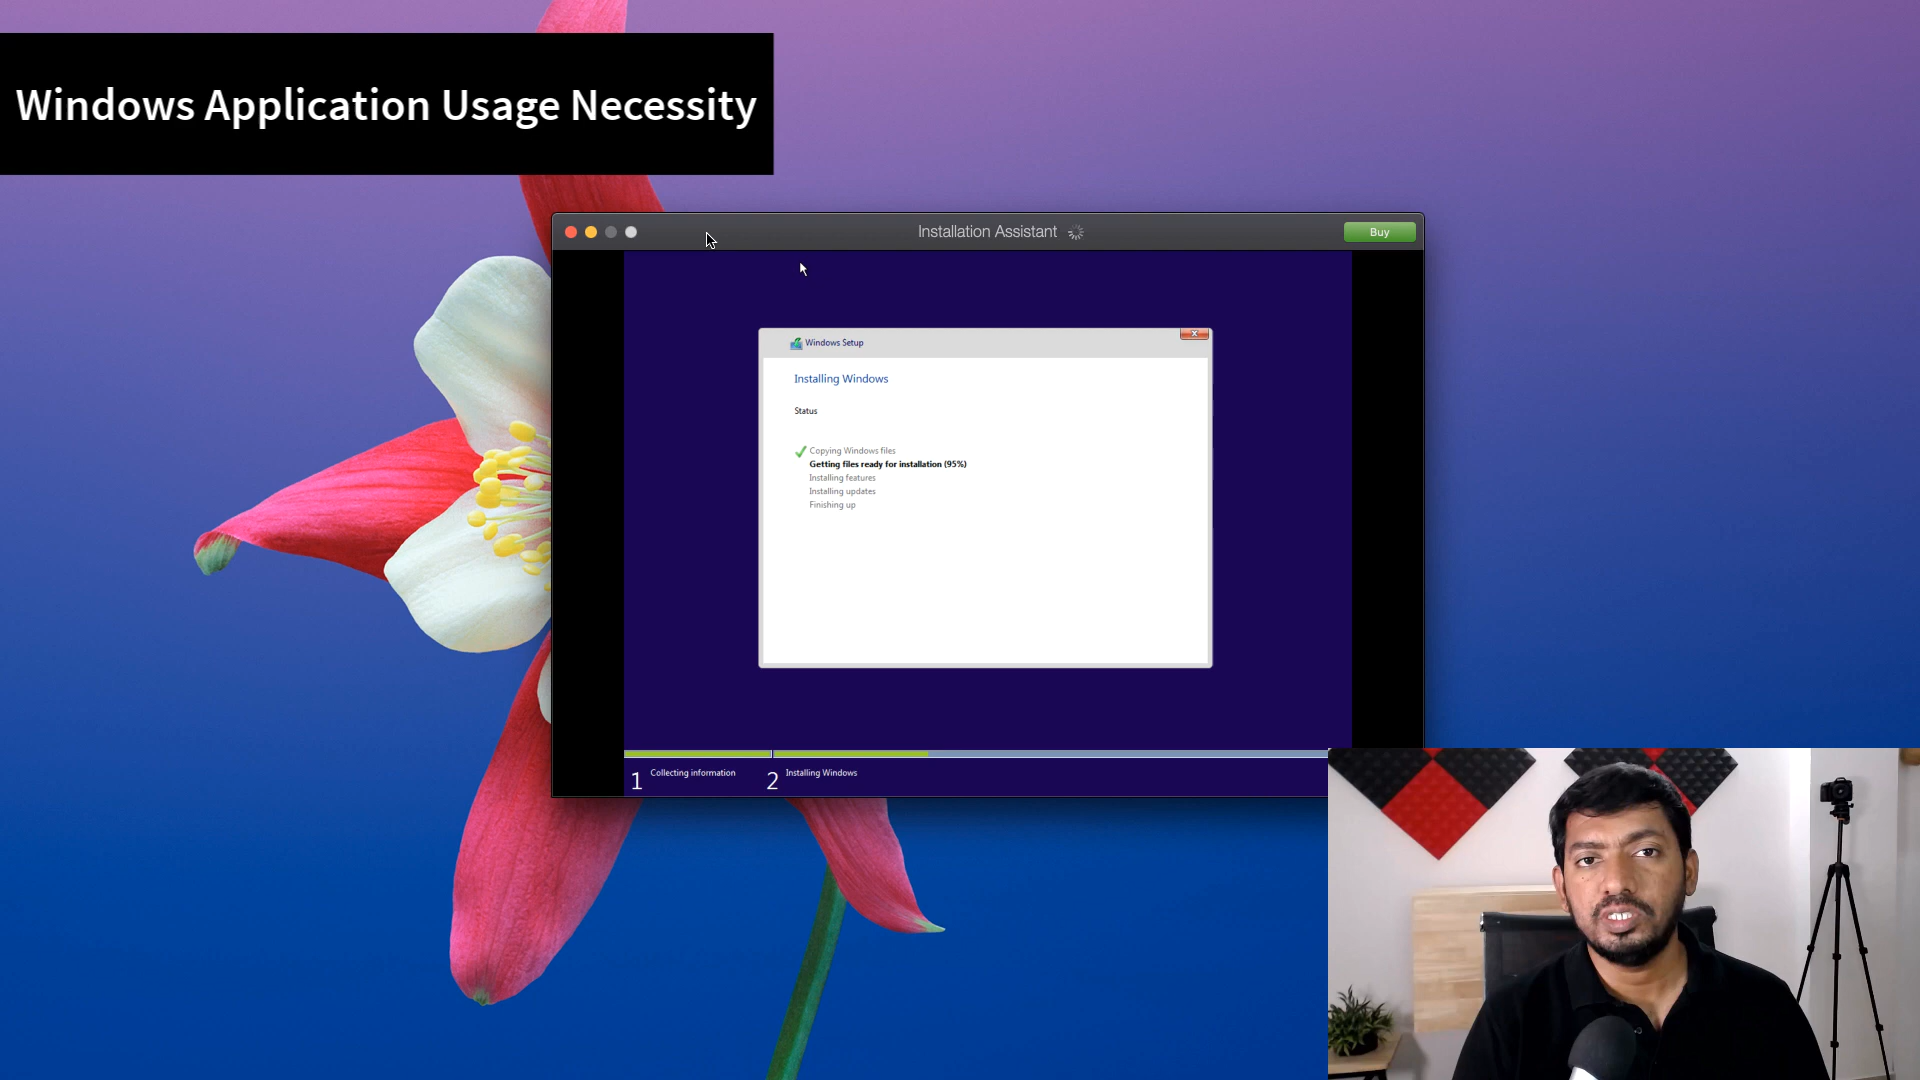 Windows Application Usage Necessity
Installation Assistant
Buy
Windows Setup
Installing Windows
Status
Copying Windows files
Getting files ready for installation (95%)
Installing features
Installing updates
Finishing up
1 Collecting information
2 Installing Windows